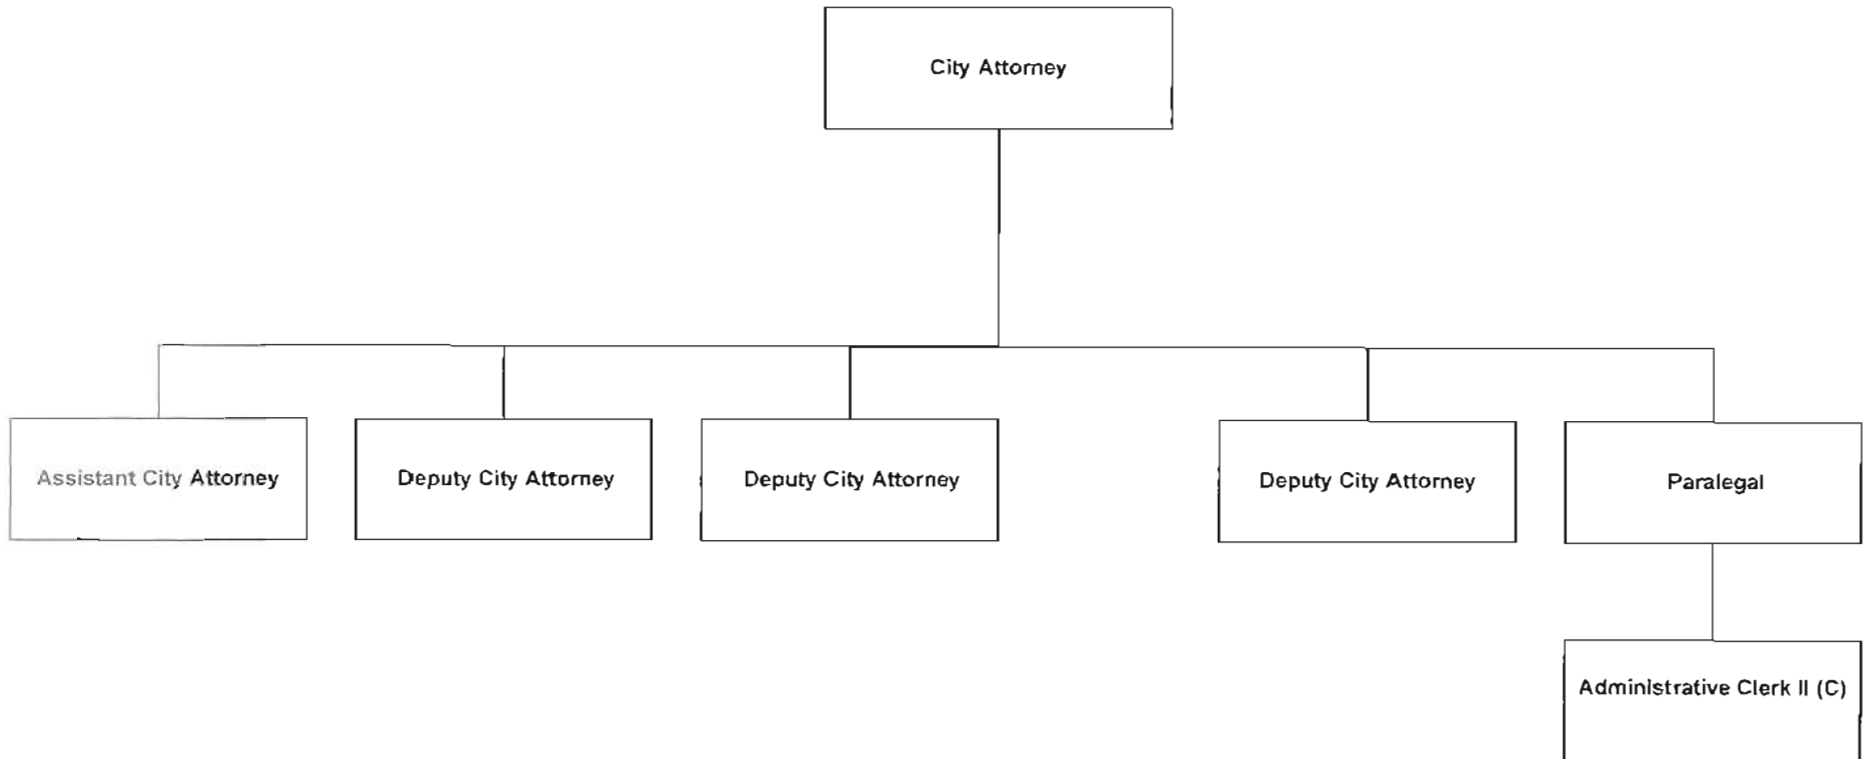 City Attorney
Assistant City Attorney
Deputy City Attorney
Deputy City Attorney
Deputy City Attorney
Paralegal
Administrative Clerk II (C)